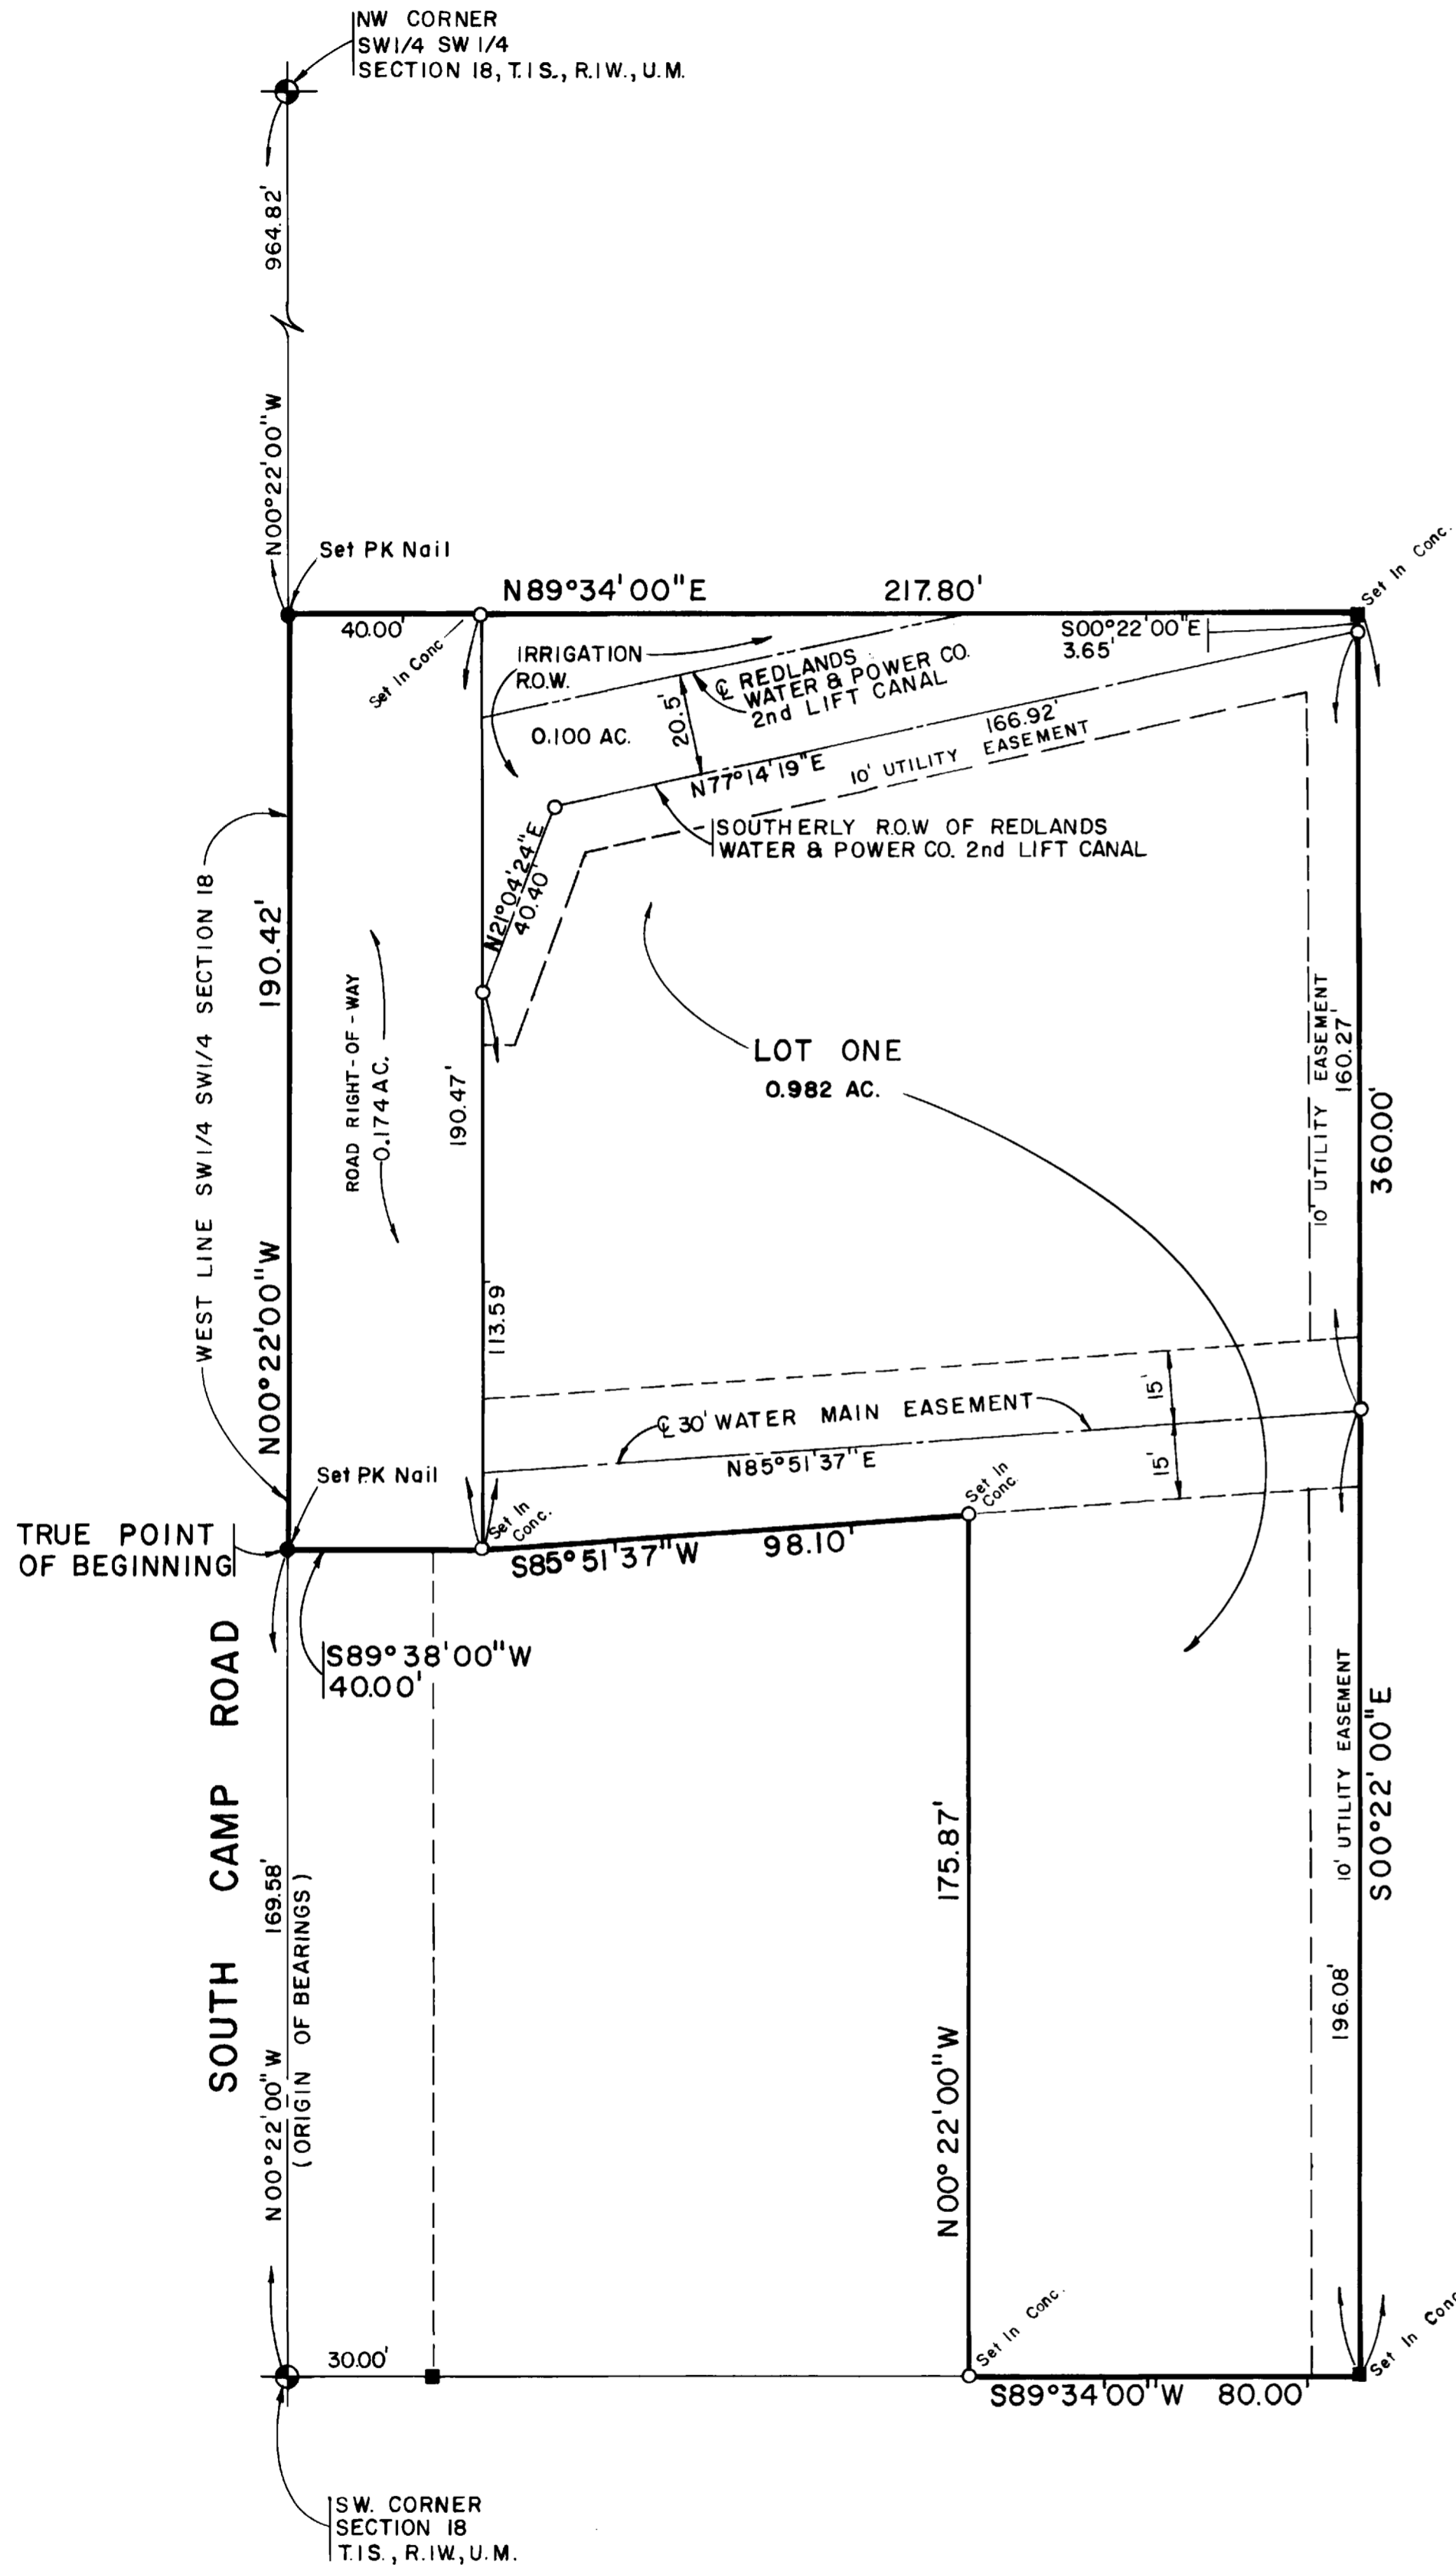 NW CORNER
SW1/4 SW 1/4
SECTION 18, T.1S., R.1W., U.M.
964.82'
N00°22'00"W
Set PK Nail
N89°34'00"E 217.80'
Set In Conc.
40.00'
Set In Conc
S00°22'00"E
3.65'
IRRIGATION
R.O.W.
℄ REDLANDS
WATER & POWER CO.
2nd LIFT CANAL
20.5'
0.100 AC.
166.92'
N77°14'19"E
10' UTILITY EASEMENT
SOUTHERLY R.O.W OF REDLANDS
WATER & POWER CO. 2nd LIFT CANAL
N21°04'24"E
40.40'
WEST LINE SW1/4 SW1/4 SECTION 18
190.42'
N00°22'00"W
ROAD RIGHT-OF-WAY
0.174 AC.
190.47'
LOT ONE
0.982 AC.
10' UTILITY EASEMENT
160.27'
360.00'
113.59'
15'
℄ 30' WATER MAIN EASEMENT
N85°51'37"E
15'
Set P.K Nail
Set In
Conc.
Set In
Conc.
TRUE POINT
OF BEGINNING
S85°51'37"W 98.10'
S89°38'00"W
40.00'
SOUTH CAMP ROAD
N00°22'00"W 169.58'
(ORIGIN OF BEARINGS)
N00°22'00"W 175.87'
10' UTILITY EASEMENT
196.08'
S00°22'00"E
30.00'
Set In Conc.
Set In Conc
S89°34'00"W 80.00'
SW. CORNER
SECTION 18
T.1S., R.1W., U.M.